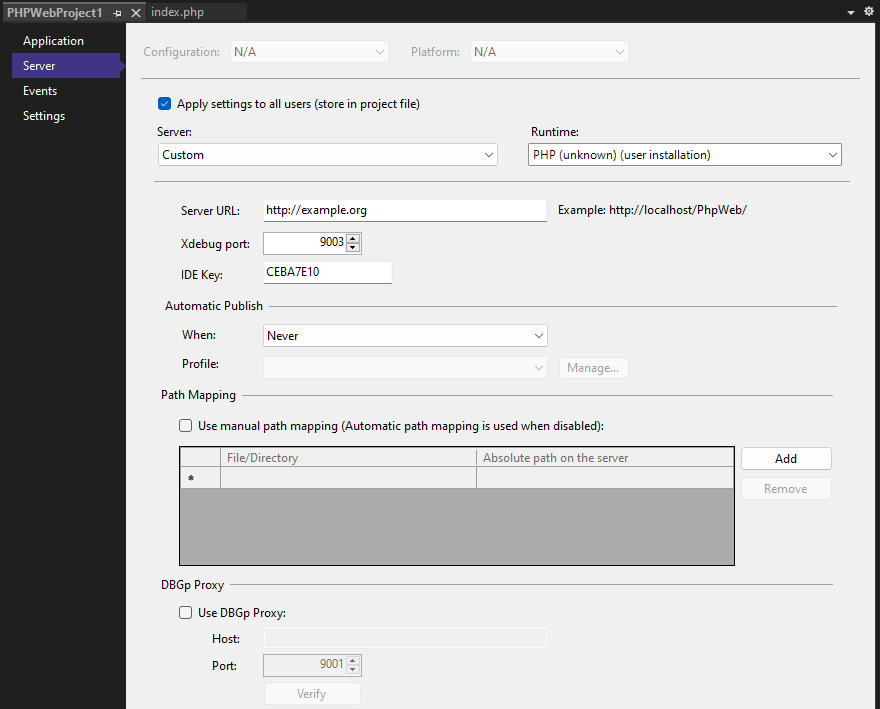 PHPWebProject1 index.php
Application
Server
Events
Settings
Configuration: N/A Platform: N/A
Apply settings to all users (store in project file)
Server: Runtime:
Custom PHP (unknown) (user installation)
Server URL: http://example.org Example: http://localhost/PhpWeb/
Xdebug port: 9003
IDE Key: CEBA7E10
Automatic Publish
When: Never
Profile: Manage...
Path Mapping
Use manual path mapping (Automatic path mapping is used when disabled):
File/Directory Absolute path on the server Add
* Remove
DBGp Proxy
Use DBGp Proxy:
Host:
Port: 9001
Verify